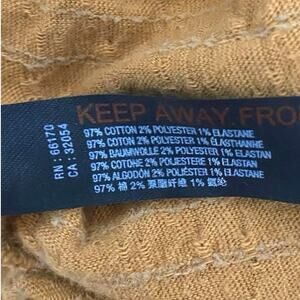 KEEP AWAY FRO
RN: 66170
CA: 32054
97% COTTON 2% POLYESTER 1% ELASTANE
97% COTON 2% POLYESTER 1% ÉLASTHANNE
97% BAUMWOLLE 2% POLYESTER 1% ELASTAN
97% COTONE 2% POLIESTERE 1% ELASTAN
97% ALGODÓN 2% POLIÉSTER 1% ELASTANE
97% 棉 2% 聚酯纤维 1% 氨纶